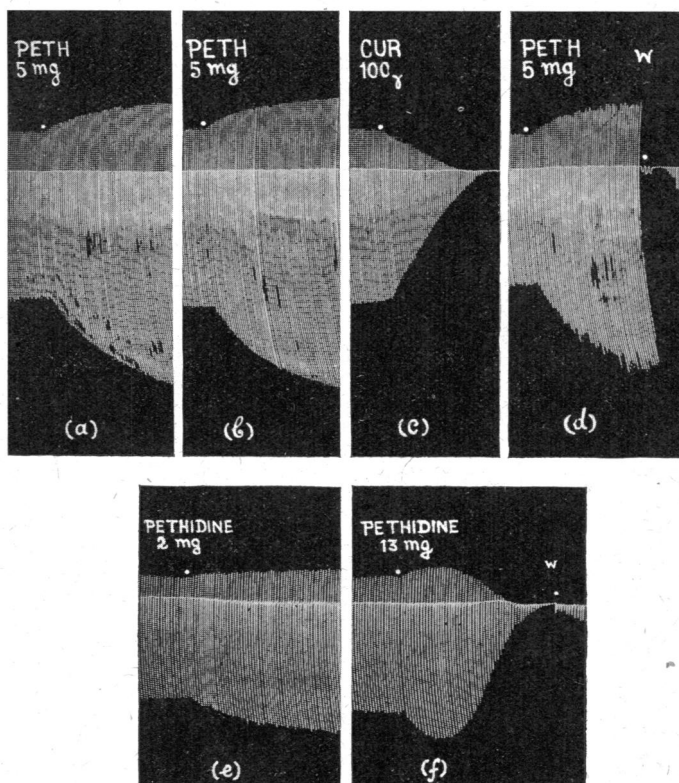 PETH
5 mg
(a)
PETH
5 mg
(b)
CUR
100γ
(c)
PETH
5 mg
W
(d)
PETHIDINE
2 mg
(e)
PETHIDINE
13 mg
w
(f)